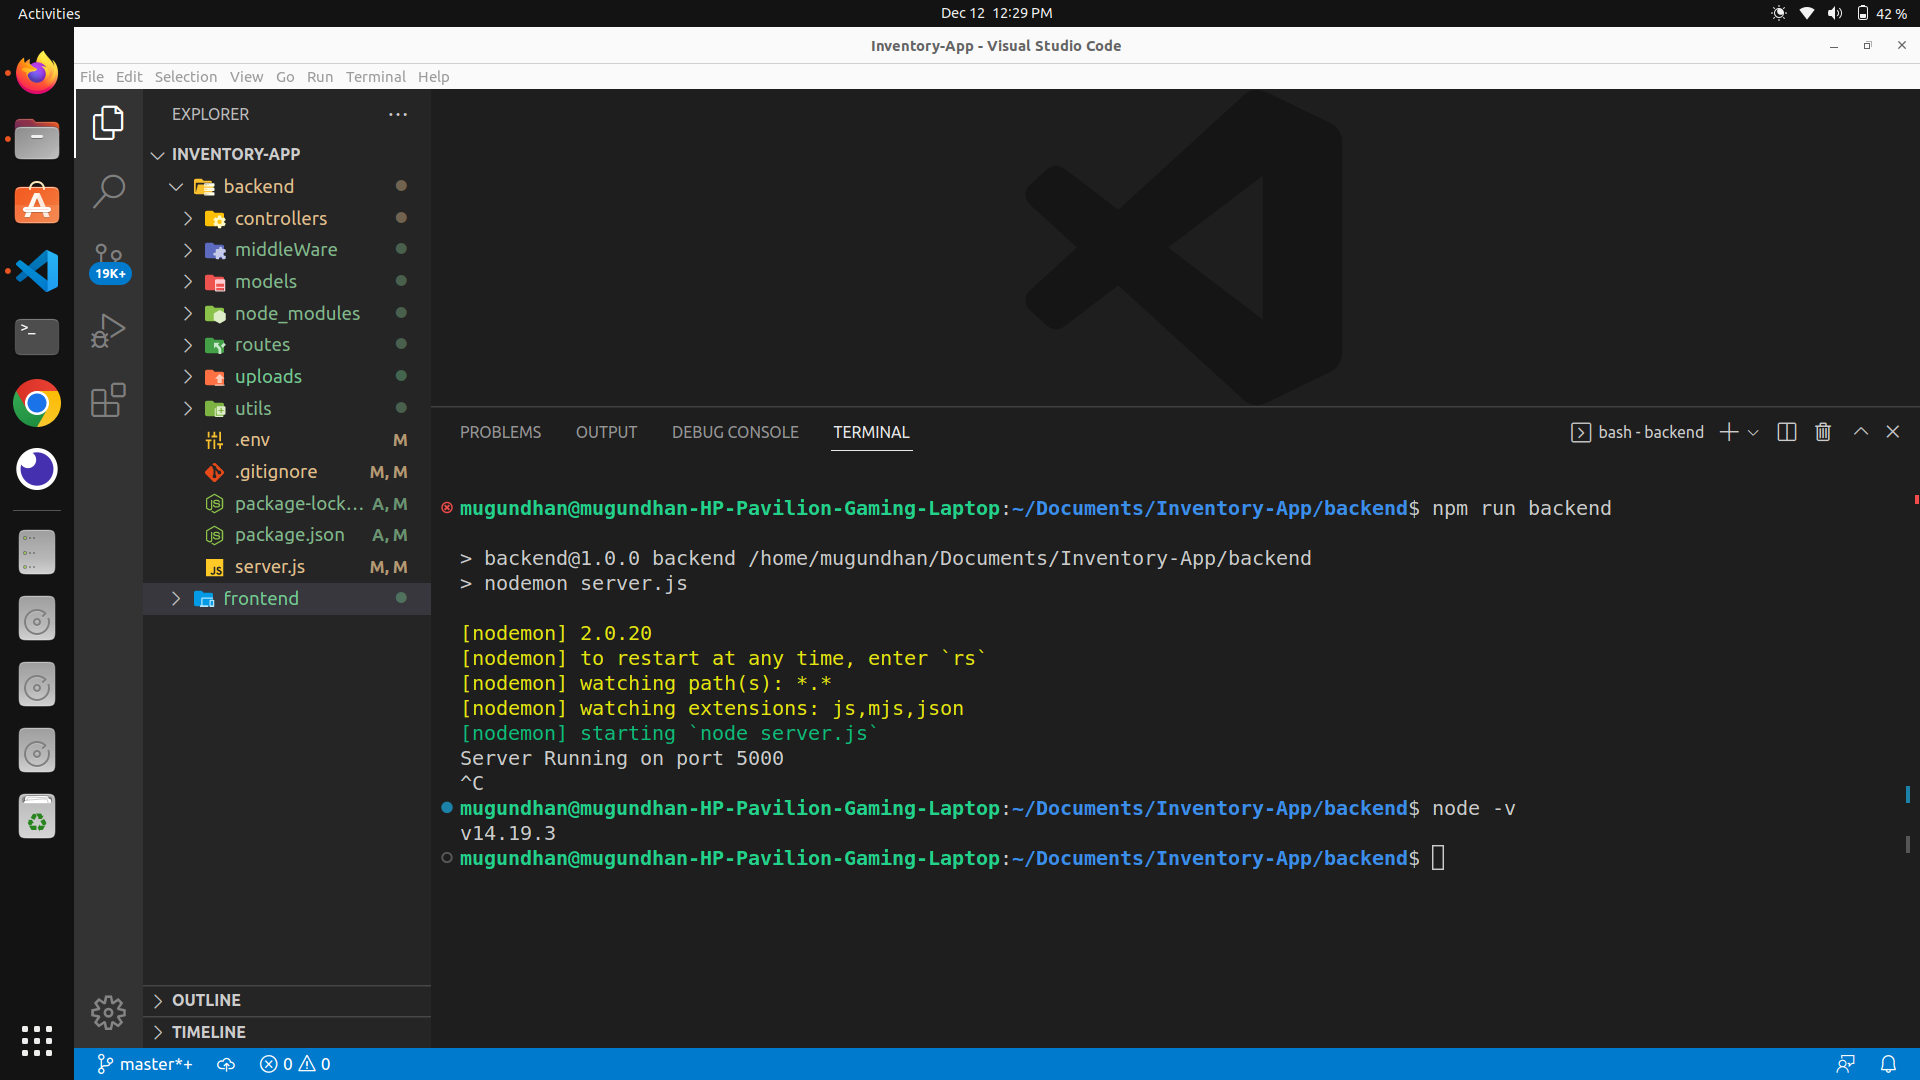 Activities
Dec 12 12:29 PM
42 %
Inventory-App - Visual Studio Code
File Edit Selection View Go Run Terminal Help
EXPLORER
INVENTORY-APP
backend
controllers
middleWare
models
node_modules
routes
uploads
utils
.env M
.gitignore M, M
package-lock... A, M
package.json A, M
server.js M, M
frontend
19K+
OUTLINE
TIMELINE
PROBLEMS OUTPUT DEBUG CONSOLE TERMINAL
bash - backend
mugundhan@mugundhan-HP-Pavilion-Gaming-Laptop:~/Documents/Inventory-App/backend$ npm run backend
> backend@1.0.0 backend /home/mugundhan/Documents/Inventory-App/backend
> nodemon server.js
[nodemon] 2.0.20
[nodemon] to restart at any time, enter `rs`
[nodemon] watching path(s): *.*
[nodemon] watching extensions: js,mjs,json
[nodemon] starting `node server.js`
Server Running on port 5000
^C
mugundhan@mugundhan-HP-Pavilion-Gaming-Laptop:~/Documents/Inventory-App/backend$ node -v
v14.19.3
mugundhan@mugundhan-HP-Pavilion-Gaming-Laptop:~/Documents/Inventory-App/backend$
master*+ 0 0